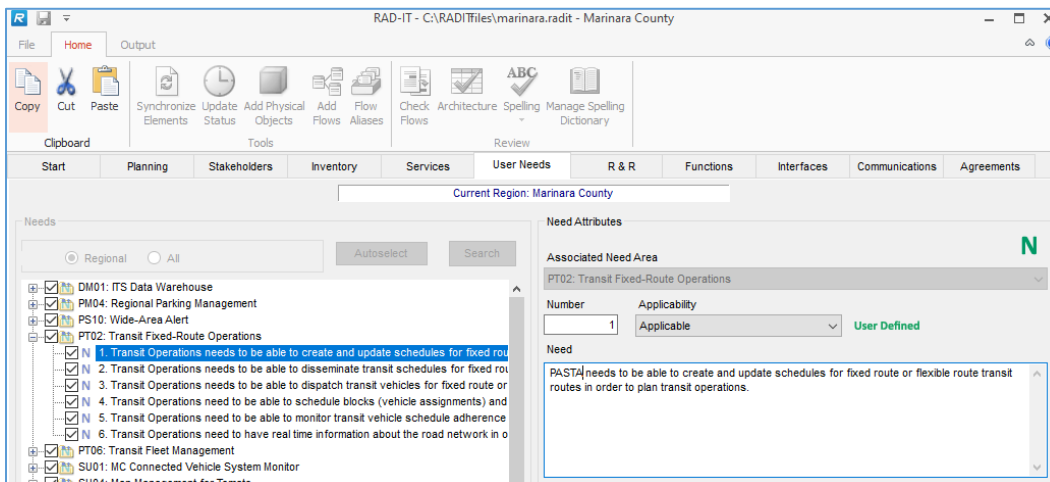 RAD-IT - C:\RADITfiles\marinara.radit - Marinara County
File Home Output
Copy Cut Paste Synchronize Elements Update Status Add Physical Objects Add Flows Flow Aliases Check Flows Architecture Spelling Manage Spelling Dictionary
Clipboard Tools Review
Start Planning Stakeholders Inventory Services User Needs R & R Functions Interfaces Communications Agreements
Current Region: Marinara County
Needs
Regional All Autoselect Search
DM01: ITS Data Warehouse
PM04: Regional Parking Management
PS10: Wide-Area Alert
PT02: Transit Fixed-Route Operations
N 1. Transit Operations needs to be able to create and update schedules for fixed rou
N 2. Transit Operations needs to be able to disseminate transit schedules for fixed rou
N 3. Transit Operations needs to be able to dispatch transit vehicles for fixed route or
N 4. Transit Operations need to be able to schedule blocks (vehicle assignments) and
N 5. Transit Operations need to be able to monitor transit vehicle schedule adherence
N 6. Transit Operations need to have real time information about the road network in o
PT06: Transit Fleet Management
SU01: MC Connected Vehicle System Monitor
Need Attributes
N
Associated Need Area
PT02: Transit Fixed-Route Operations
Number Applicability
1 Applicable User Defined
Need
PASTA needs to be able to create and update schedules for fixed route or flexible route transit
routes in order to plan transit operations.